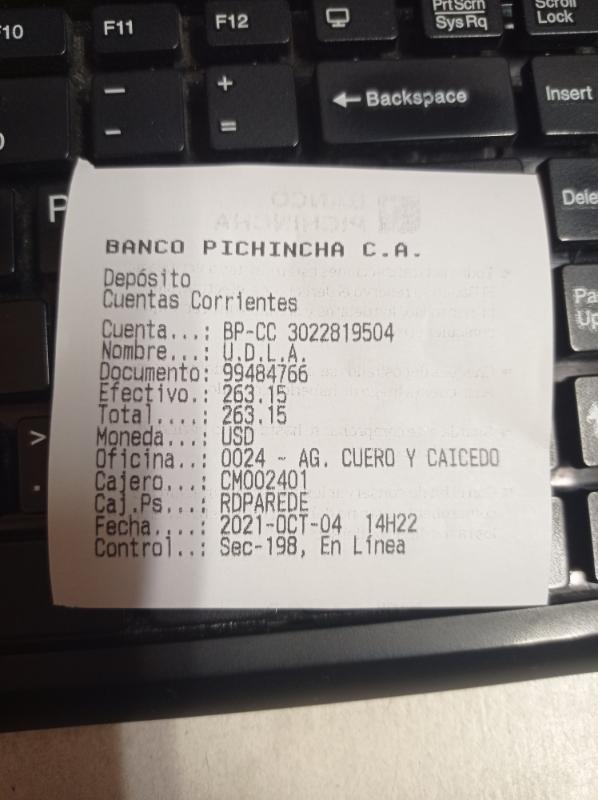 F10
F11
F12
PrtScrn
SysRq
Scroll
Lock
Backspace
Insert
BANCO PICHINCHA C.A.
Depósito
Cuentas Corrientes
Cuenta...: BP-CC 3022819504
Nombre...: U.D.L.A.
Documento: 99484766
Efectivo.: 263.15
Total....: 263.15
Moneda...: USD
Oficina..: 0024 - AG. CUERO Y CAICEDO
Cajero...: CM002401
Caj.Ps...: RDPAREDE
Fecha....: 2021-OCT-04 14H22
Control..: Sec-198, En Línea